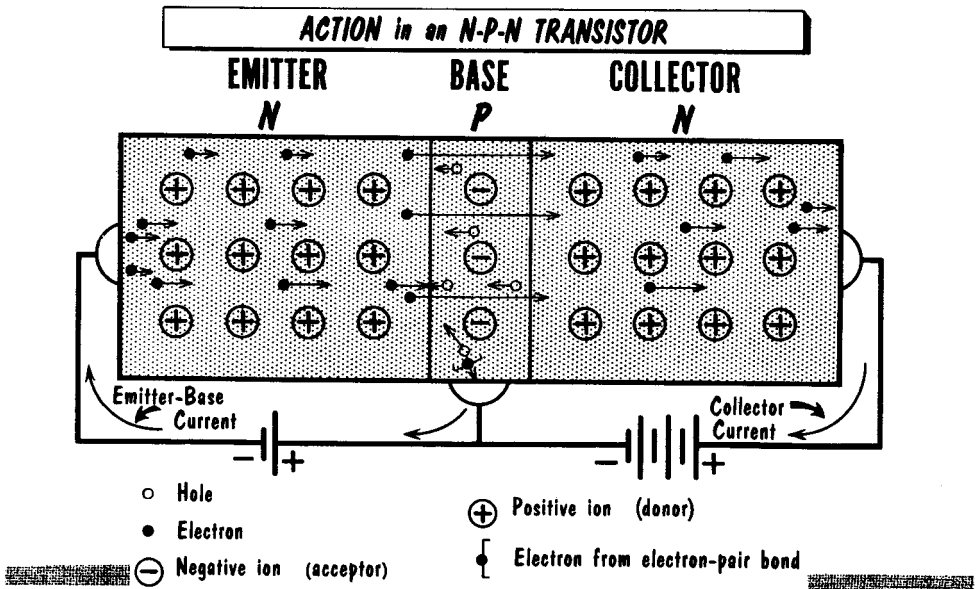 ACTION in an N-P-N TRANSISTOR
EMITTER BASE COLLECTOR
N P N
Emitter-Base
Current
Collector
Current
- + - +
Hole
Electron
Negative ion (acceptor)
Positive ion (donor)
Electron from electron-pair bond